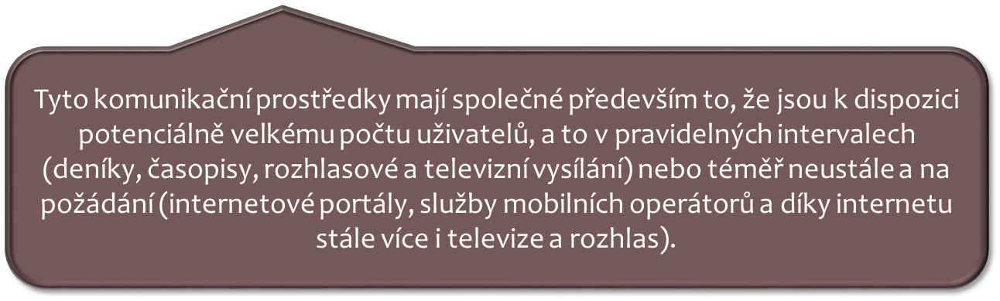 Tyto komunikační prostředky mají společné především to, že jsou k dispozici
potenciálně velkému počtu uživatelů, a to v pravidelných intervalech
(deníky, časopisy, rozhlasové a televizní vysílání) nebo téměř neustále a na
požádání (internetové portály, služby mobilních operátorů a díky internetu
stále více i televize a rozhlas).